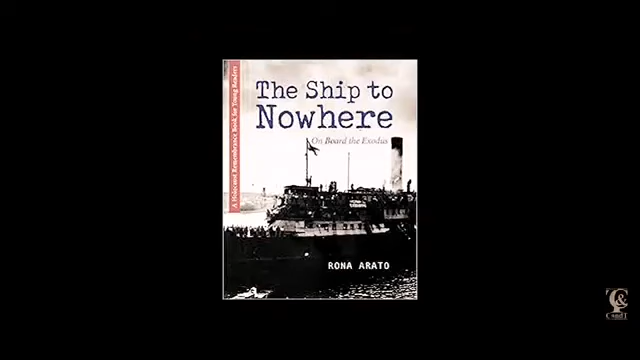 A Holocaust Remembrance Book for Young Readers
The Ship to
Nowhere
On Board the Exodus
RONA ARATO